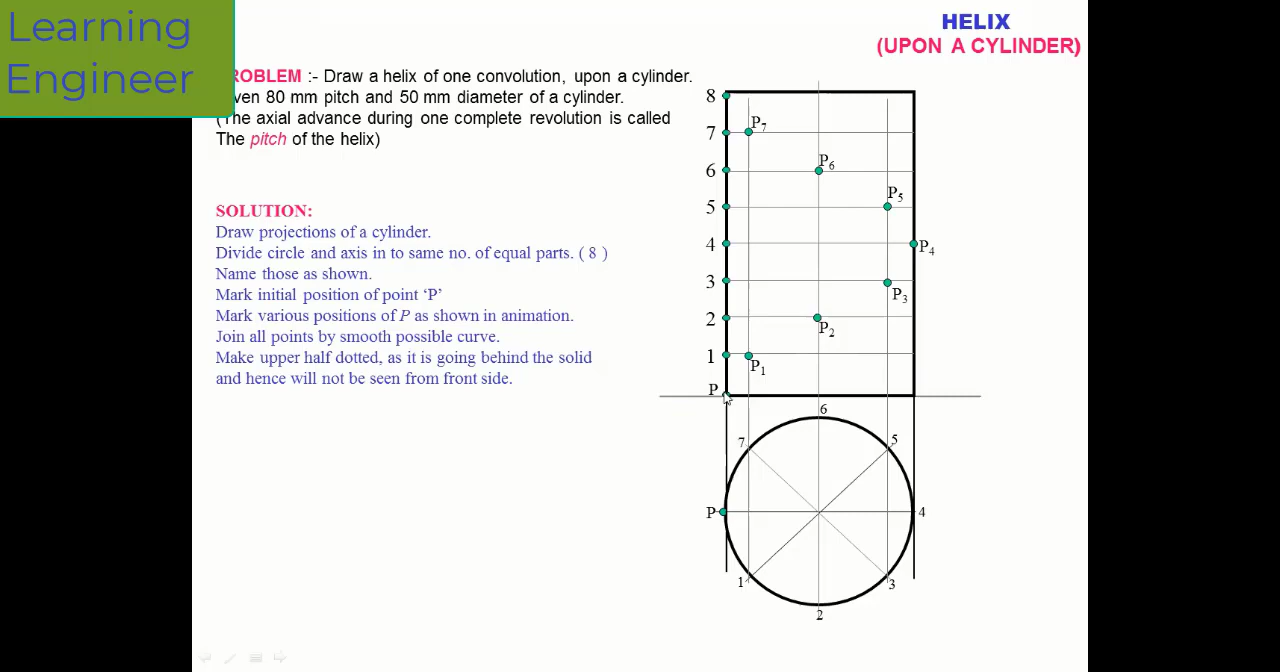 Learning
Engineer
HELIX
(UPON A CYLINDER)
ROBLEM :- Draw a helix of one convolution, upon a cylinder.
ven 80 mm pitch and 50 mm diameter of a cylinder.
(The axial advance during one complete revolution is called
The pitch of the helix)
SOLUTION:
Draw projections of a cylinder.
Divide circle and axis in to same no. of equal parts. ( 8 )
Name those as shown.
Mark initial position of point ‘P’
Mark various positions of P as shown in animation.
Join all points by smooth possible curve.
Make upper half dotted, as it is going behind the solid
and hence will not be seen from front side.
8
7
P7
6
P6
5
P5
4
P4
3
P3
2
P2
1
P1
P
6
7
5
P
4
1
3
2